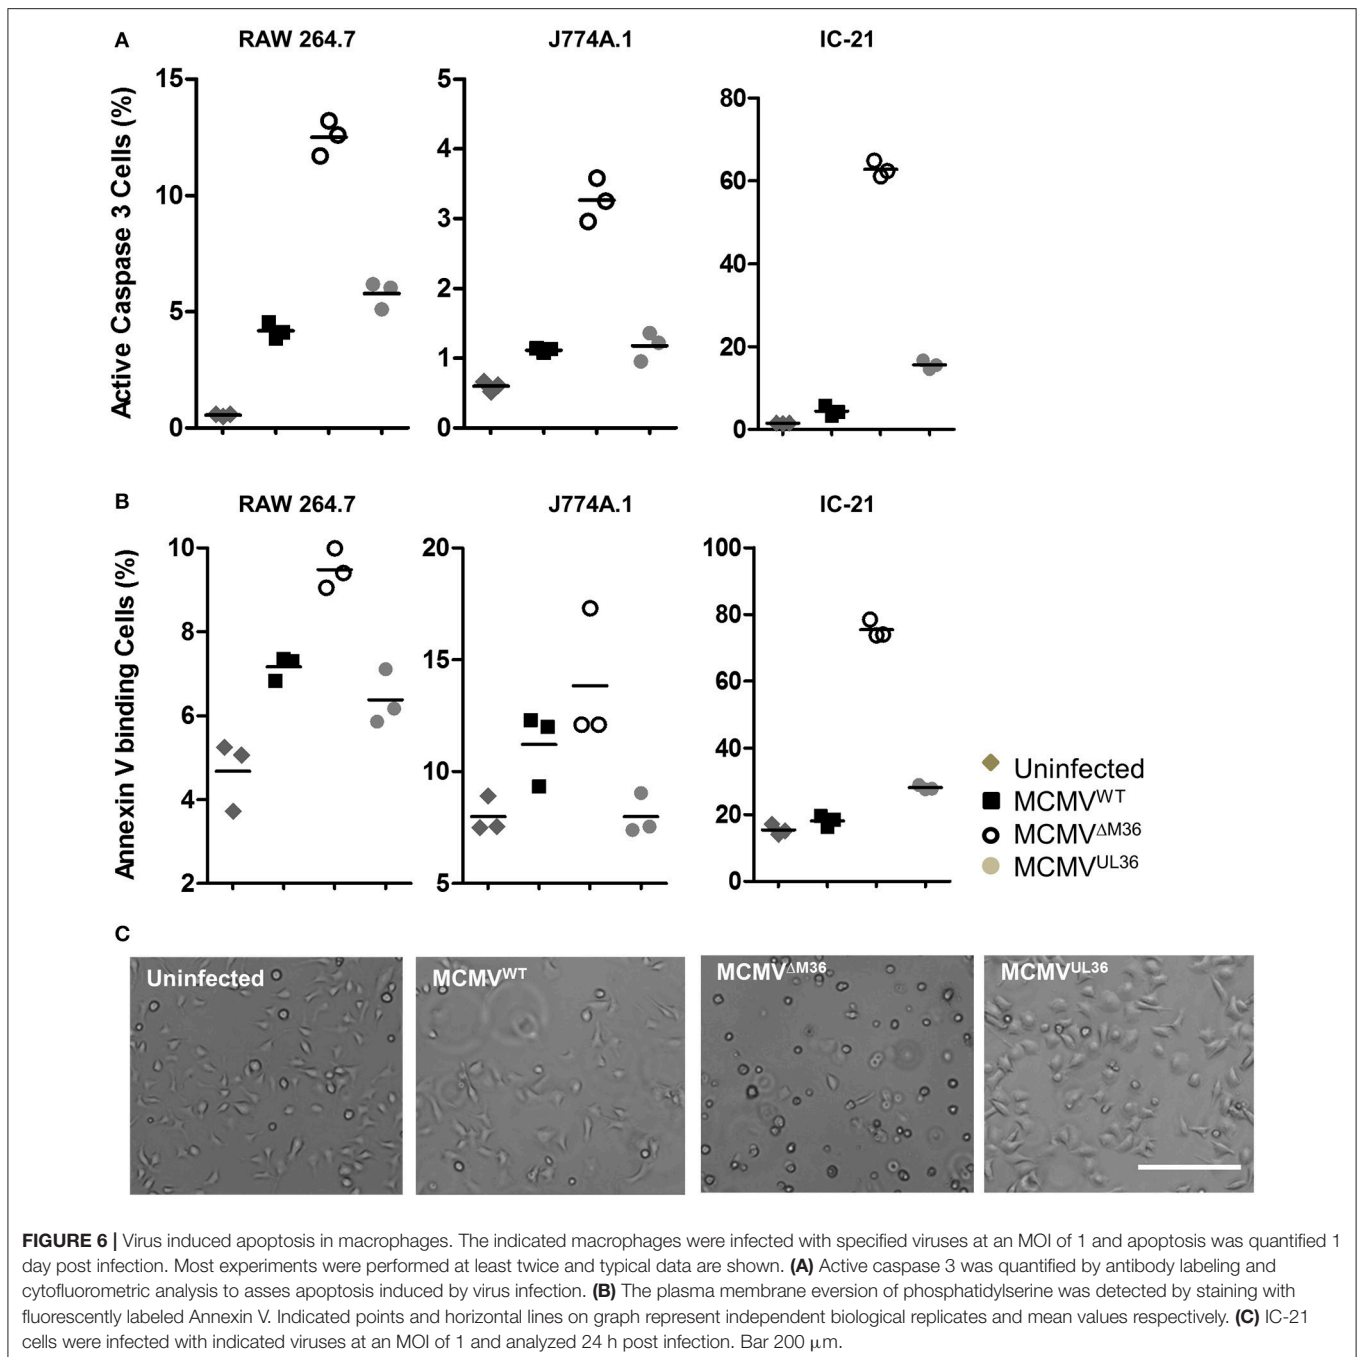 A
RAW 264.7
J774A.1
IC-21
Active Caspase 3 Cells (%)
15
10
5
0
5
4
3
2
1
0
80
60
40
20
0
B
RAW 264.7
J774A.1
IC-21
Annexin V binding Cells (%)
10
8
6
4
2
20
15
10
5
100
80
60
40
20
0
Uninfected
MCMVWT
MCMVΔM36
MCMVUL36
C
Uninfected
MCMVWT
MCMVΔM36
MCMVUL36
FIGURE 6 | Virus induced apoptosis in macrophages. The indicated macrophages were infected with specified viruses at an MOI of 1 and apoptosis was quantified 1
day post infection. Most experiments were performed at least twice and typical data are shown. (A) Active caspase 3 was quantified by antibody labeling and
cytofluorometric analysis to asses apoptosis induced by virus infection. (B) The plasma membrane eversion of phosphatidylserine was detected by staining with
fluorescently labeled Annexin V. Indicated points and horizontal lines on graph represent independent biological replicates and mean values respectively. (C) IC-21
cells were infected with indicated viruses at an MOI of 1 and analyzed 24 h post infection. Bar 200 μm.